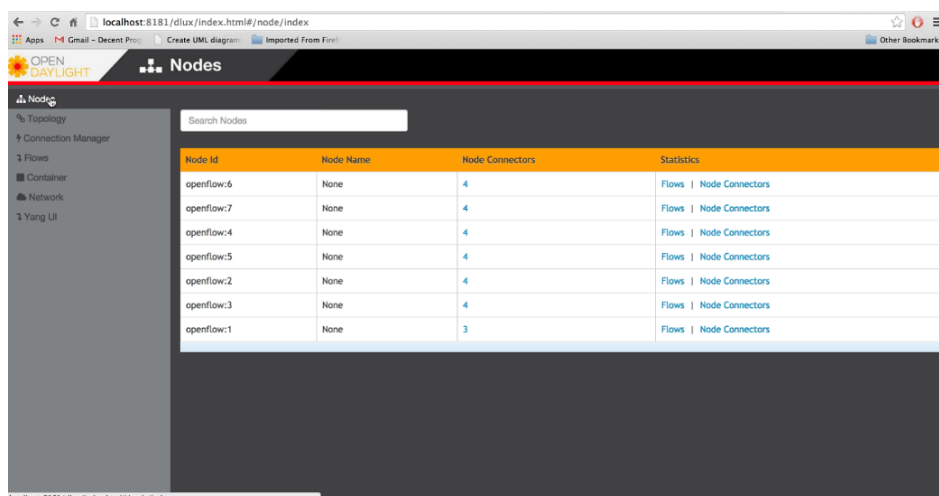 localhost:8181/dlux/index.html#/node/index
Apps Gmail - Decent Prog Create UML diagram Imported From Firef Other Bookmark
OPEN
DAYLIGHT
Nodes
Nodes
Topology
Connection Manager
Flows
Container
Network
Yang UI
Search Nodes
Node Id Node Name Node Connectors Statistics
openflow:6 None 4 Flows | Node Connectors
openflow:7 None 4 Flows | Node Connectors
openflow:4 None 4 Flows | Node Connectors
openflow:5 None 4 Flows | Node Connectors
openflow:2 None 4 Flows | Node Connectors
openflow:3 None 4 Flows | Node Connectors
openflow:1 None 3 Flows | Node Connectors